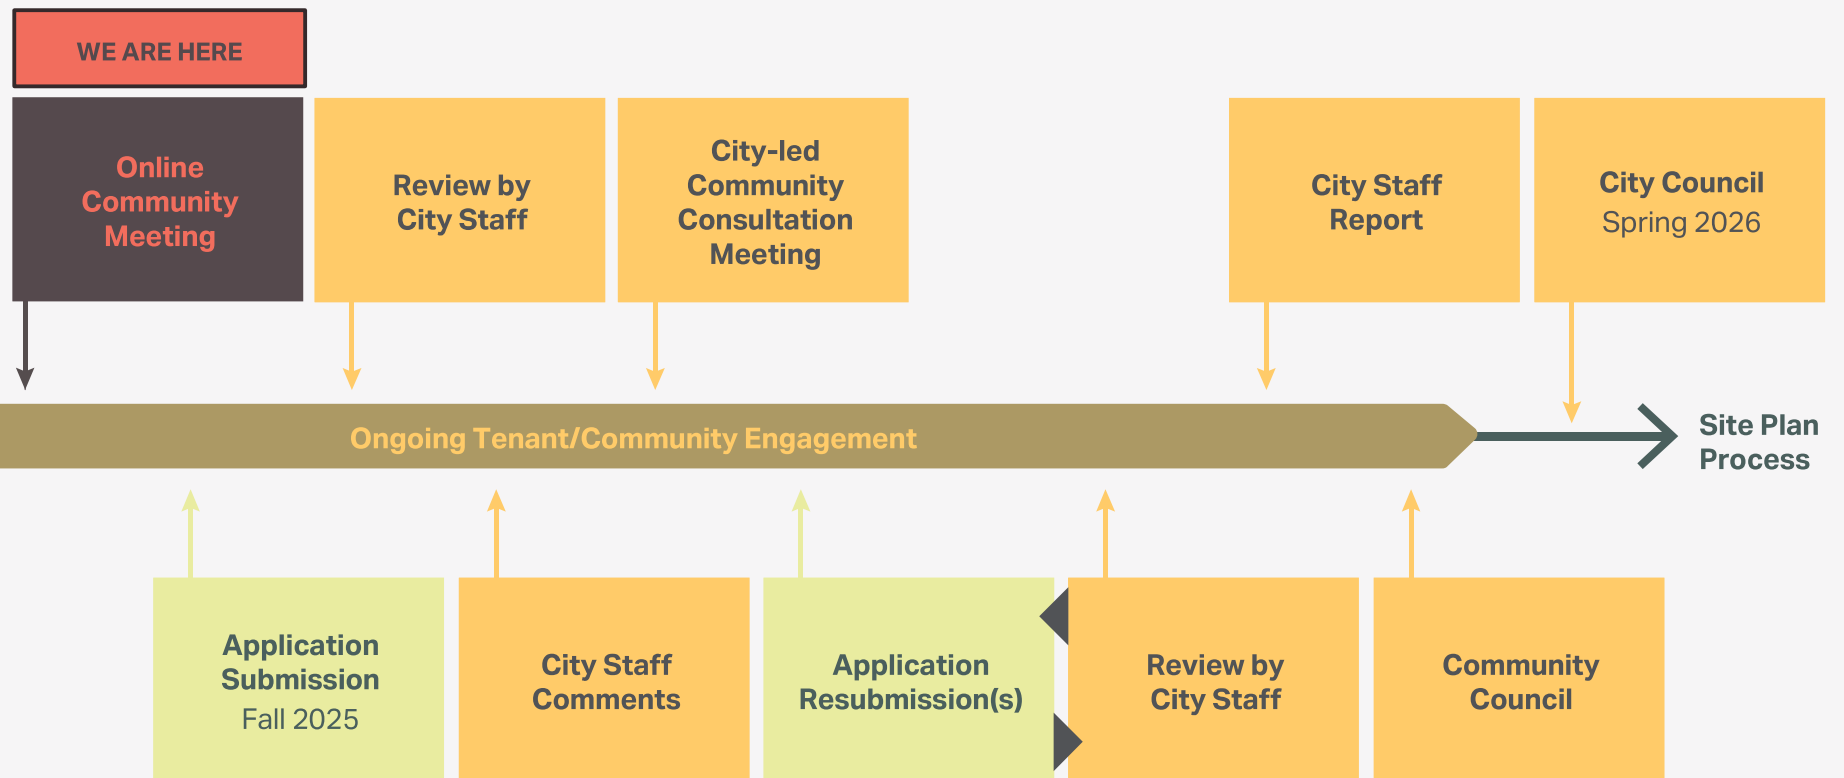 WE ARE HERE
Online
Community
Meeting
Review by
City Staff
City-led
Community
Consultation
Meeting
City Staff
Report
City Council
Spring 2026
Ongoing Tenant/Community Engagement
Site Plan
Process
Application
Submission
Fall 2025
City Staff
Comments
Application
Resubmission(s)
Review by
City Staff
Community
Council